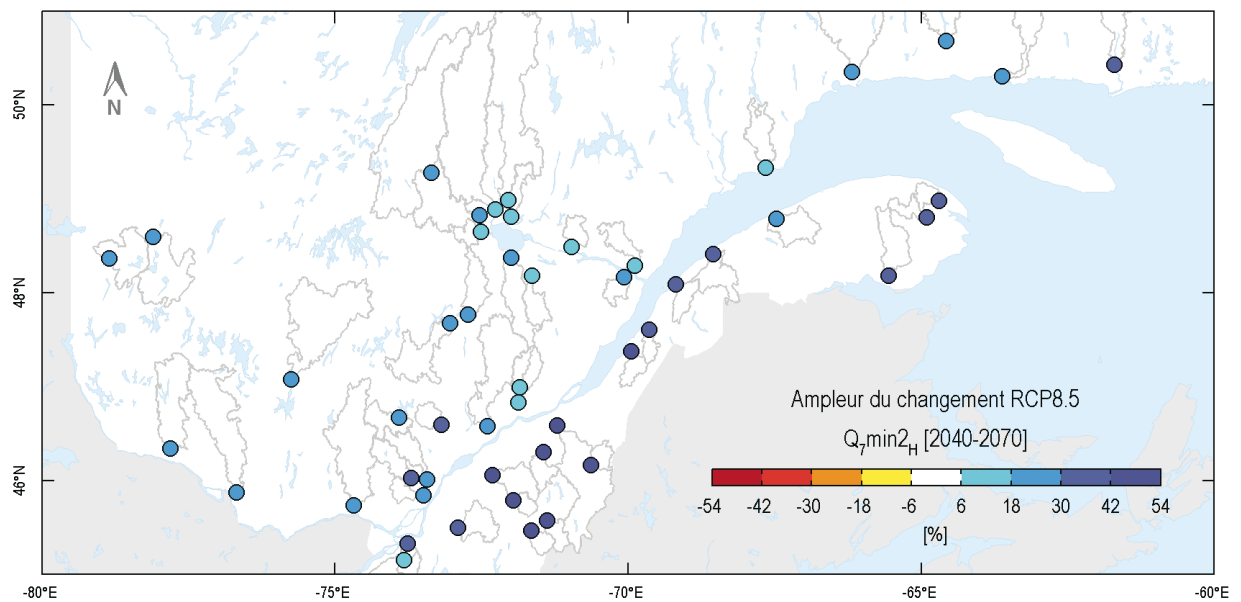 N
50°N
48°N
46°N
Ampleur du changement RCP8.5
Q7min2H [2040-2070]
-54 -42 -30 -18 -6 6 18 30 42 54
[%]
-80°E -75°E -70°E -65°E -60°E